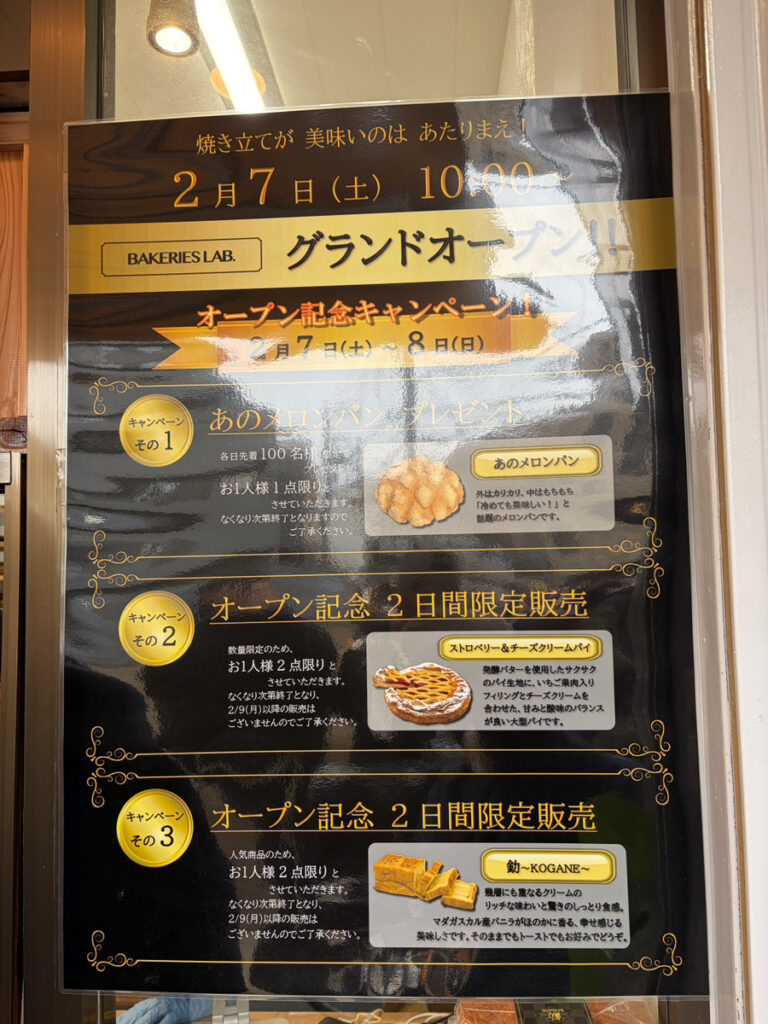 焼き立てが 美味いのは あたりまえ！
2月7日（土） 10:00～
BAKERIES LAB.
グランドオープン!!
オープン記念キャンペーン！
2月7日(土)～8日(日)
キャンペーン
その1
あのメロンパン プレゼント
各日先着100名様
プレゼント！
お1人様1点限りと
させていただきます。
なくなり次第終了となりますので
ご了承ください。
あのメロンパン
外はカリカリ、中はもちもち
「冷めても美味しい！」と
話題のメロンパンです。
キャンペーン
その2
オープン記念 2日間限定販売
数量限定のため、
お1人様2点限りと
させていただきます。
なくなり次第終了となり、
2/9(月)以降の販売は
ございませんのでご了承ください。
ストロベリー＆チーズクリームパイ
発酵バターを使用したサクサク
のパイ生地に、いちご果肉入り
フィリングとチーズクリームを
合わせた、甘みと酸味のバランス
が良い大型パイです。
キャンペーン
その3
オープン記念 2日間限定販売
人気商品のため、
お1人様2点限りと
させていただきます。
なくなり次第終了となり、
2/9(月)以降の販売は
ございませんのでご了承ください。
～KOGANE～
幾層にも重なるクリームの
リッチな味わいと驚きのしっとり食感。
マダガスカル産バニラがほのかに香る、幸せ感じる
美味しさです。そのままでもトーストでもお好みでどうぞ。